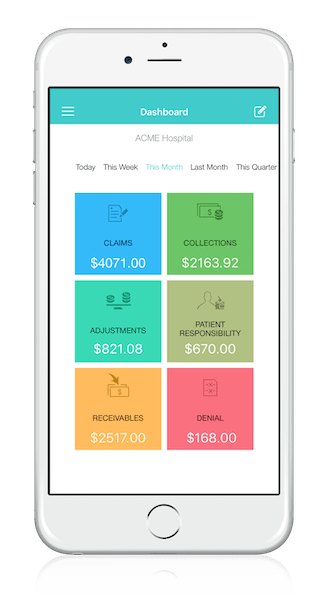 Dashboard
ACME Hospital
Today This Week This Month Last Month This Quarter
CLAIMS
$4071.00
COLLECTIONS
$2163.92
ADJUSTMENTS
$821.08
PATIENT
RESPONSIBILITY
$670.00
RECEIVABLES
$2517.00
DENIAL
$168.00